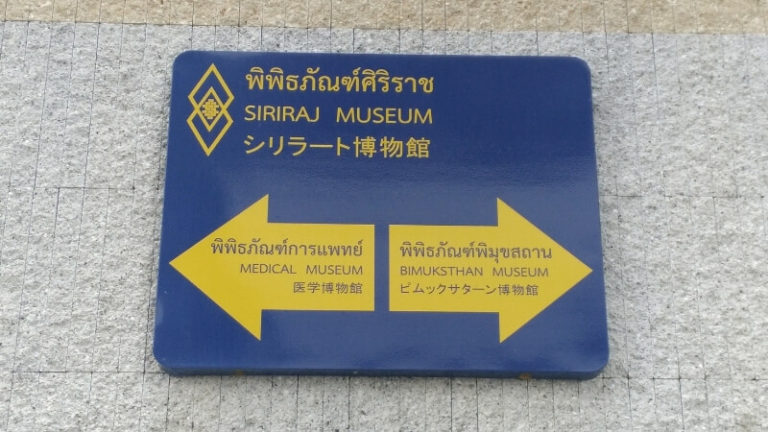 พิพิธภัณฑ์ศิริราช
SIRIRAJ MUSEUM
シリラート博物館
พิพิธภัณฑ์การแพทย์
MEDICAL MUSEUM
医学博物館
พิพิธภัณฑ์พิมุขสถาน
BIMUKSTHAN MUSEUM
ビムックサターン博物館